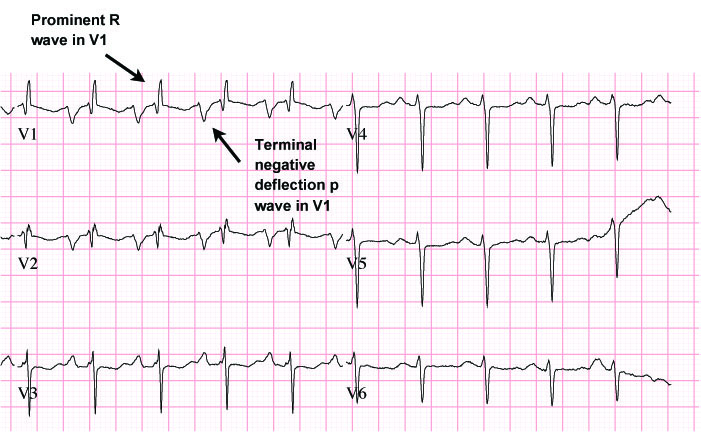 Prominent R
wave in V1
Terminal
negative
deflection p
wave in V1
V1
V4
V2
V5
V3
V6